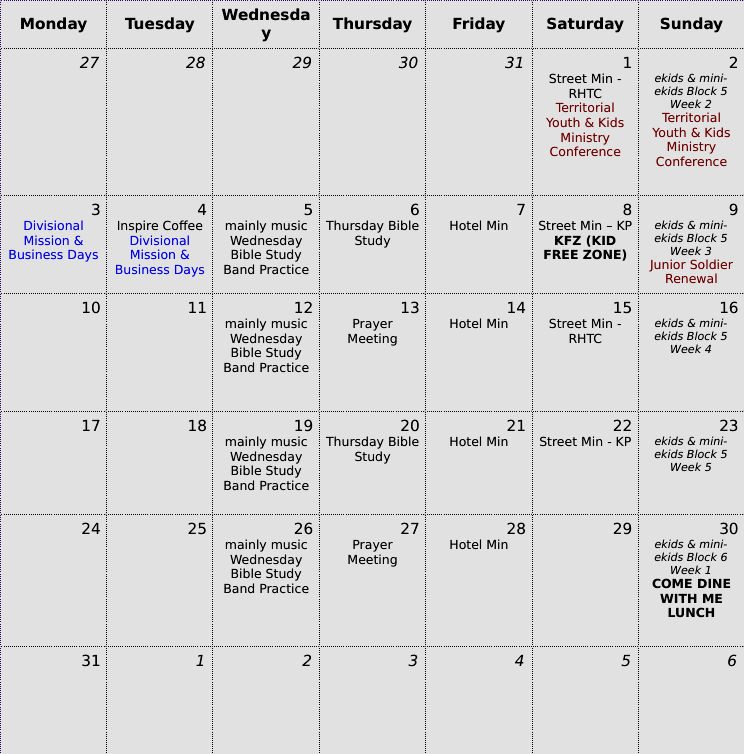 Monday
Tuesday
Wednesda
y
Thursday
Friday
Saturday
Sunday
27
28
29
30
31
1
Street Min -
RHTC
Territorial
Youth & Kids
Ministry
Conference
2
ekids & mini-
ekids Block 5
Week 2
Territorial
Youth & Kids
Ministry
Conference
3
Divisional
Mission &
Business Days
4
Inspire Coffee
Divisional
Mission &
Business Days
5
mainly music
Wednesday
Bible Study
Band Practice
6
Thursday Bible
Study
7
Hotel Min
8
Street Min – KP
KFZ (KID
FREE ZONE)
9
ekids & mini-
ekids Block 5
Week 3
Junior Soldier
Renewal
10
11
12
mainly music
Wednesday
Bible Study
Band Practice
13
Prayer
Meeting
14
Hotel Min
15
Street Min -
RHTC
16
ekids & mini-
ekids Block 5
Week 4
17
18
19
mainly music
Wednesday
Bible Study
Band Practice
20
Thursday Bible
Study
21
Hotel Min
22
Street Min - KP
23
ekids & mini-
ekids Block 5
Week 5
24
25
26
mainly music
Wednesday
Bible Study
Band Practice
27
Prayer
Meeting
28
Hotel Min
29
30
ekids & mini-
ekids Block 6
Week 1
COME DINE
WITH ME
LUNCH
31
1
2
3
4
5
6